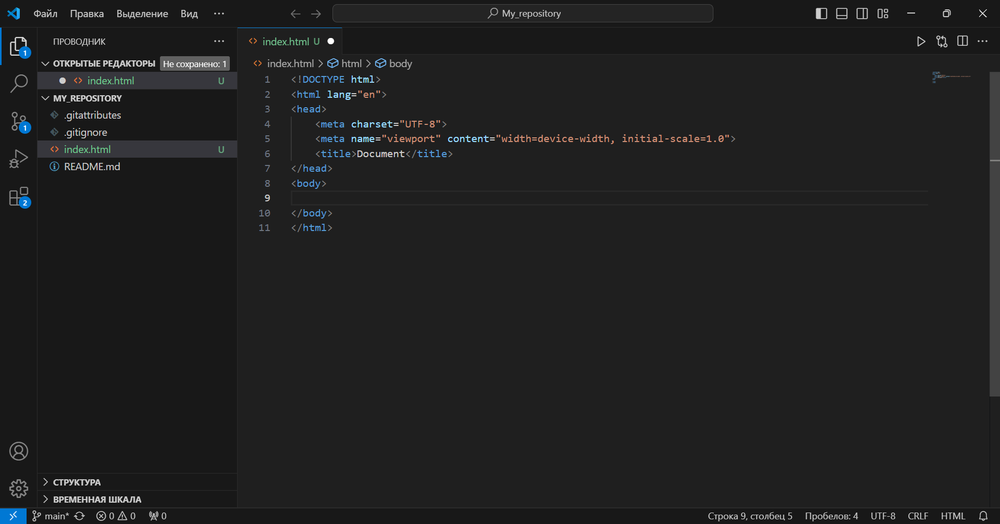 Файл Правка Выделение Вид ··· My_repository
ПРОВОДНИК ···
ОТКРЫТЫЕ РЕДАКТОРЫ Не сохранено: 1
index.html U
MY_REPOSITORY
.gitattributes
.gitignore
index.html U
README.md
СТРУКТУРА
ВРЕМЕННАЯ ШКАЛА
1
1
2
index.html U
index.html > html > body
1 <!DOCTYPE html>
2 <html lang="en">
3 <head>
4     <meta charset="UTF-8">
5     <meta name="viewport" content="width=device-width, initial-scale=1.0">
6     <title>Document</title>
7 </head>
8 <body>
9
10 </body>
11 </html>
main* 0 0 0 Строка 9, столбец 5 Пробелов: 4 UTF-8 CRLF HTML